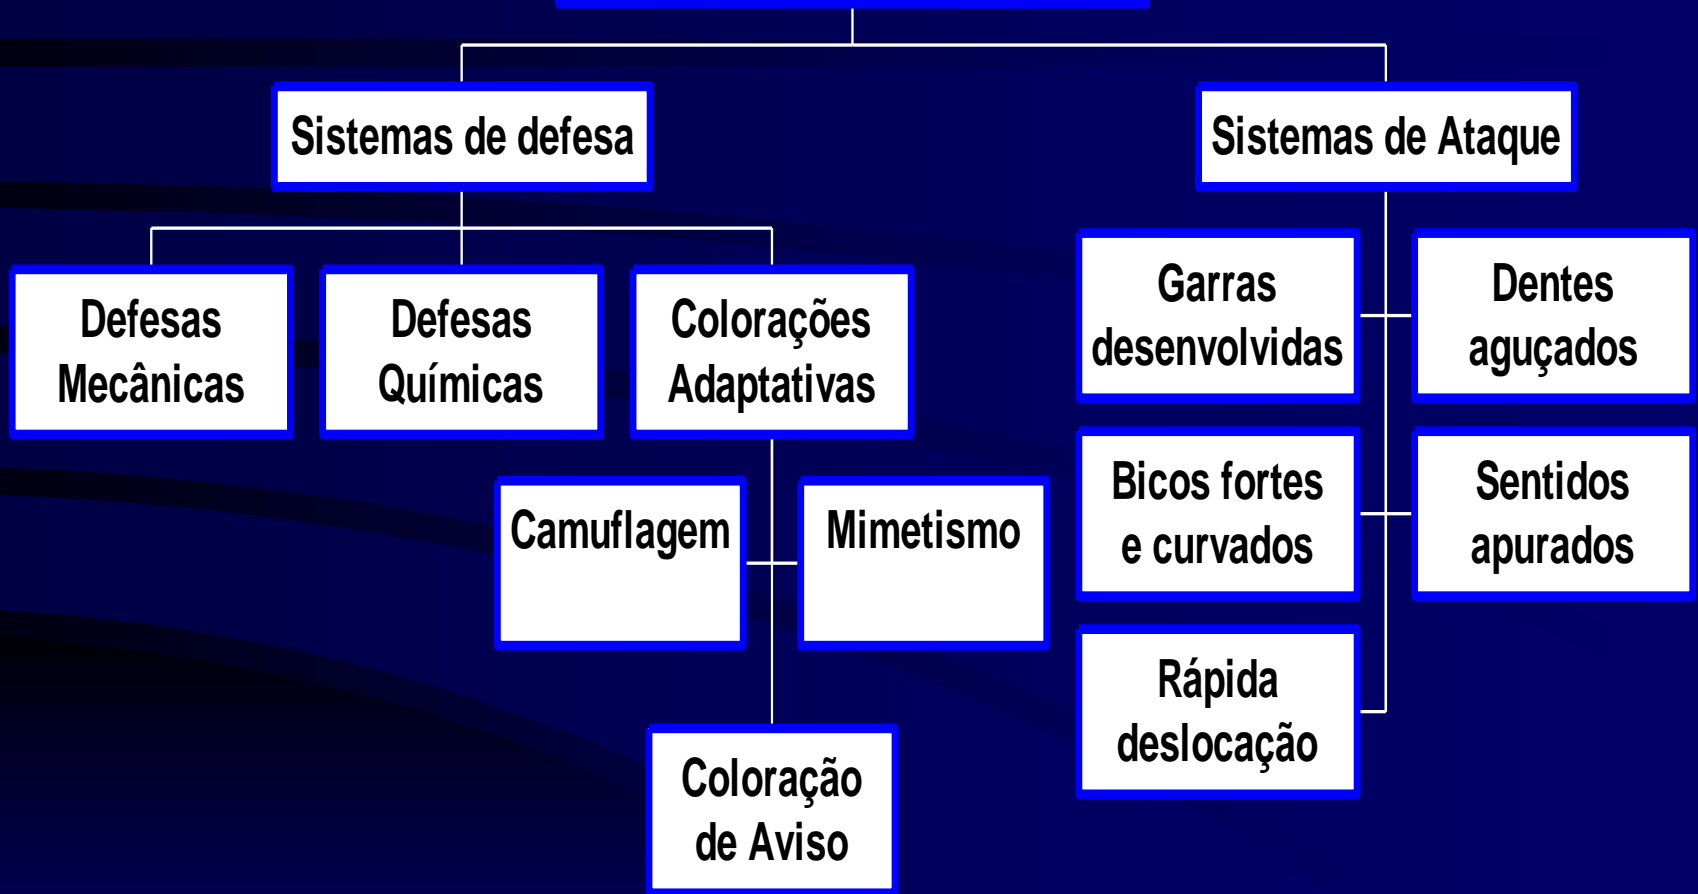 Sistemas de defesa
Sistemas de Ataque
Defesas
Mecânicas
Defesas
Químicas
Colorações
Adaptativas
Camuflagem
Mimetismo
Coloração
de Aviso
Garras
desenvolvidas
Dentes
aguçados
Bicos fortes
e curvados
Sentidos
apurados
Rápida
deslocação